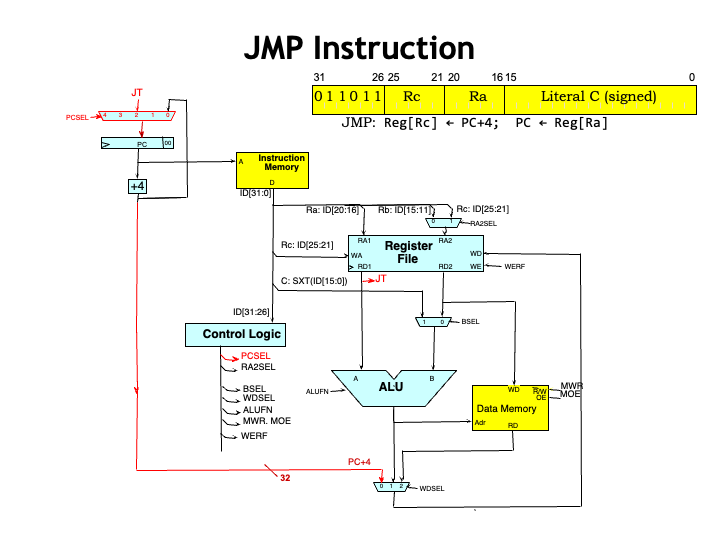 JMP Instruction
31 26 25 21 20 16 15 0
0 1 1 0 1 1 Rc Ra Literal C (signed)
JMP: Reg[Rc] ← PC+4; PC ← Reg[Ra]
JT
PCSEL 4 3 2 1 0
PC 00
+4
A Instruction
Memory
D
ID[31:0]
Ra: ID[20:16] Rb: ID[15:11] Rc: ID[25:21]
0 1 RA2SEL
Rc: ID[25:21]
RA1 RA2
WA Register WD
File
RD1 RD2 WE WERF
JT
C: SXT(ID[15:0])
ID[31:26]
1 0 BSEL
Control Logic
PCSEL
RA2SEL
BSEL
WDSEL
ALUFN
MWR. MOE
WERF
A B
ALUFN ALU
WD R/W MWR
OE MOE
Data Memory
Adr RD
PC+4
32
0 1 2 WDSEL